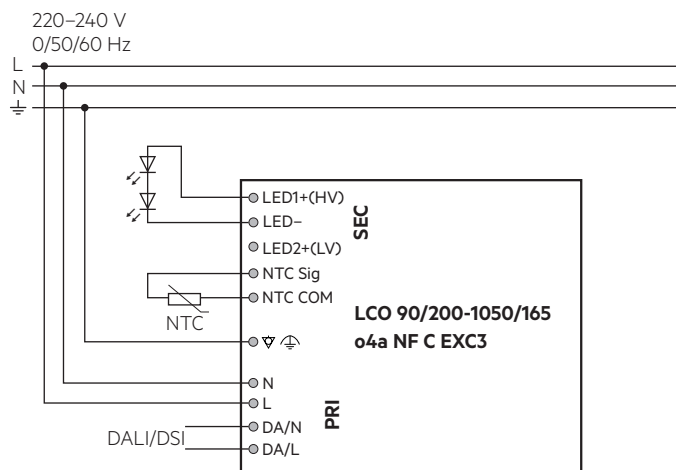 220–240 V
0/50/60 Hz
L
N
LED1+(HV)
LED–
LED2+(LV)
SEC
NTC Sig
NTC COM
NTC
LCO 90/200-1050/165
o4a NF C EXC3
N
L
PRI
DALI/DSI
DA/N
DA/L